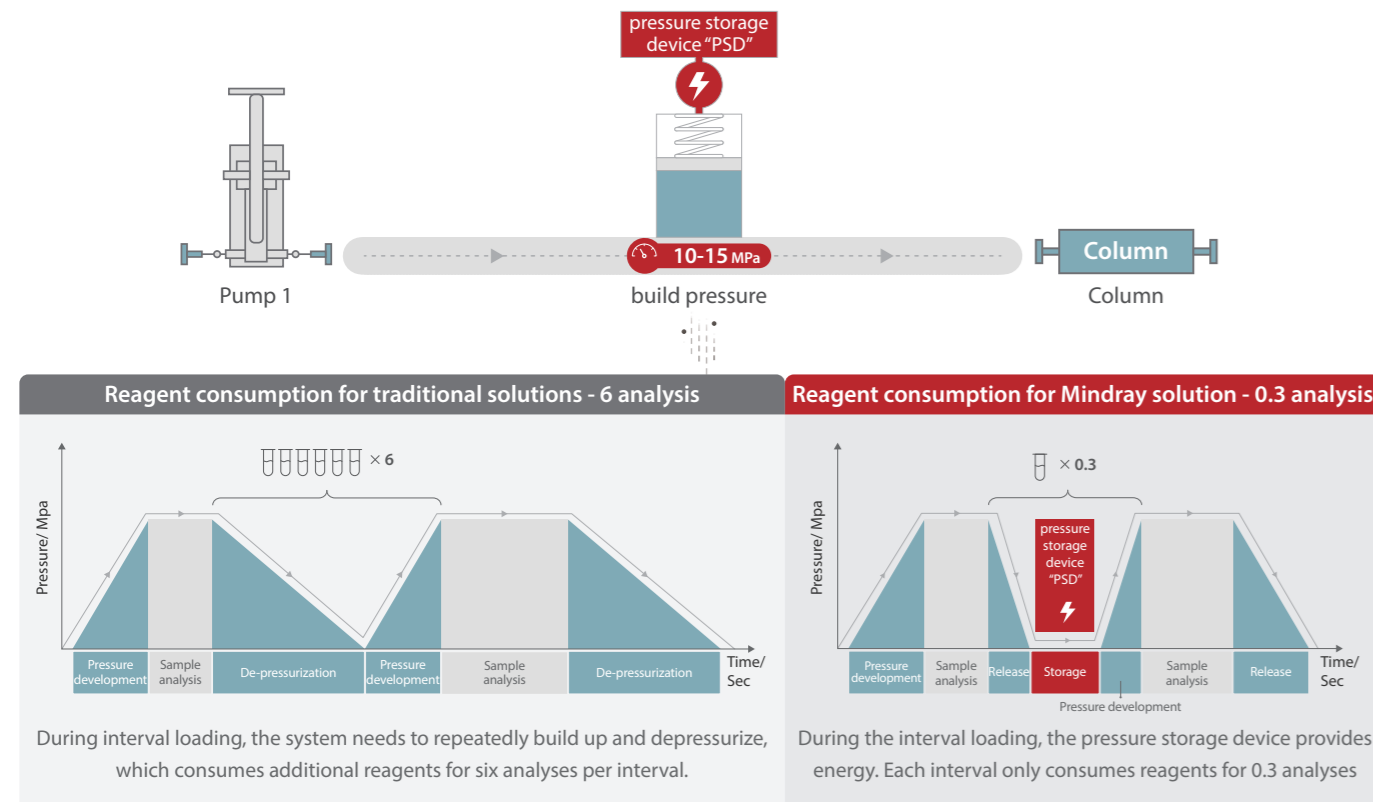 pressure storage
device “PSD”
10-15 MPa
Column
Pump 1
build pressure
Column
Reagent consumption for traditional solutions - 6 analysis
× 6
Pressure/ Mpa
Pressure
development
Sample
analysis
De-pressurization
Pressure
development
Sample
analysis
De-pressurization
Time/
Sec
During interval loading, the system needs to repeatedly build up and depressurize,
which consumes additional reagents for six analyses per interval.
Reagent consumption for Mindray solution - 0.3 analysis
× 0.3
Pressure/ Mpa
pressure
storage
device
“PSD”
Pressure
development
Sample
analysis
Release
Storage
Pressure development
Sample
analysis
Release
Time/
Sec
During the interval loading, the pressure storage device provides
energy. Each interval only consumes reagents for 0.3 analyses